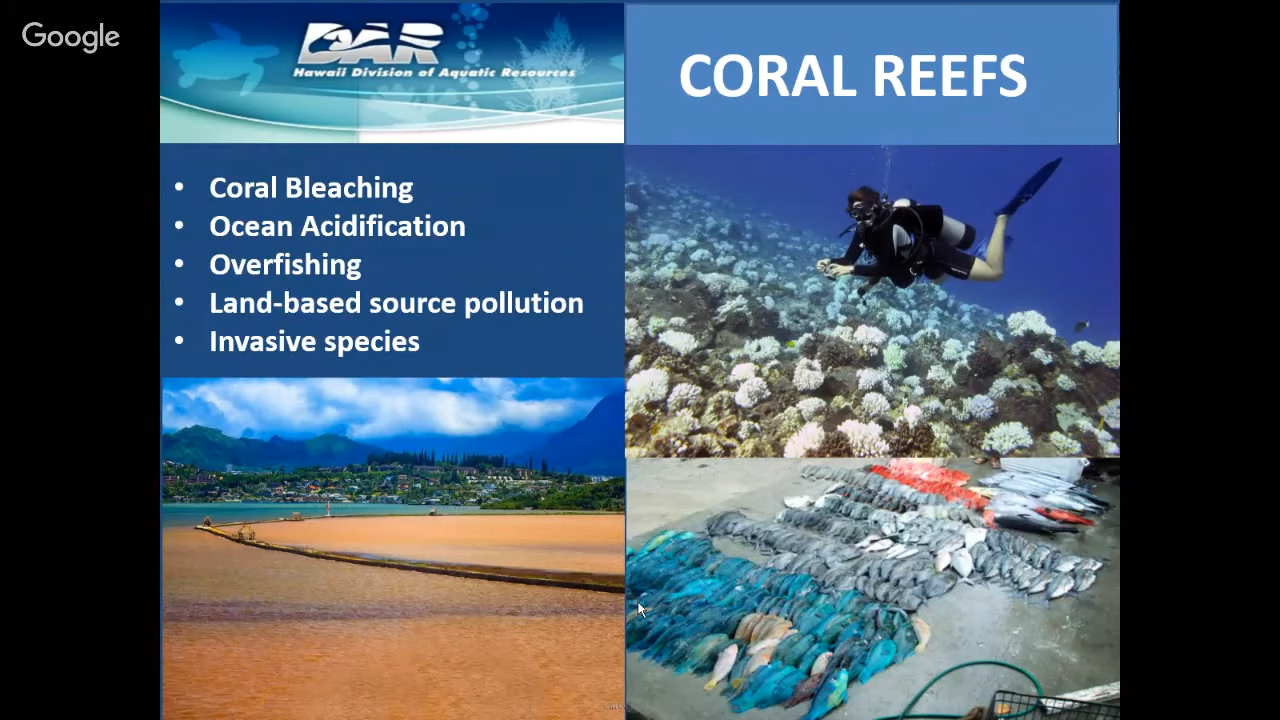 Google
DAR
Hawaii Division of Aquatic Resources
CORAL REEFS
• Coral Bleaching
• Ocean Acidification
• Overfishing
• Land-based source pollution
• Invasive species